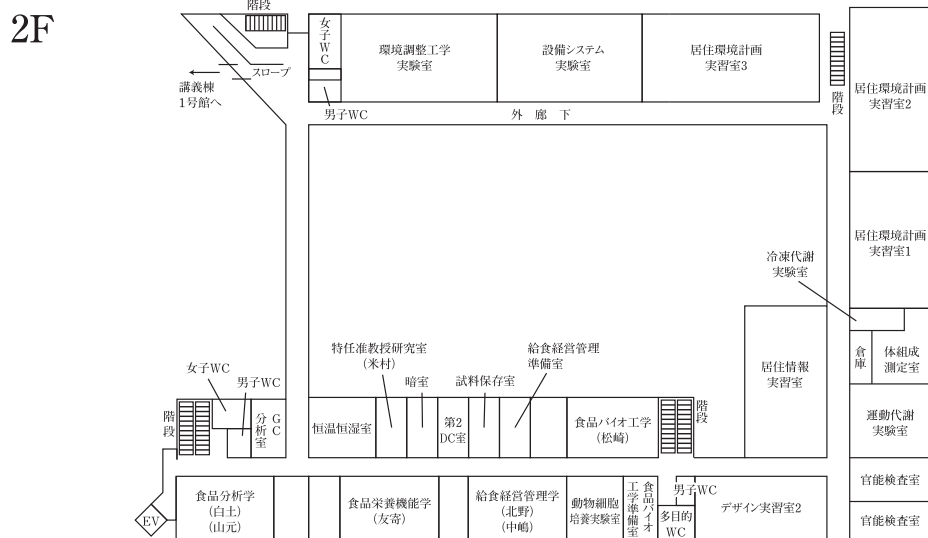 2F
階段
女子WC
環境調整工学
実験室
設備システム
実験室
居住環境計画
実習室3
階段
居住環境計画
実習室2
スロープ
講義棟
1号館へ
男子WC
外廊下
居住環境計画
実習室1
冷凍代謝
実験室
倉庫
体組成
測定室
居住情報
実習室
特任准教授研究室
(米村)
暗室
試料保存室
給食経営管理
準備室
女子WC
男子WC
階段
GC
分析室
恒温恒湿室
第2
DC室
食品バイオ工学
(松崎)
階段
運動代謝
実験室
官能検査室
官能検査室
EV
食品分析学
(白土)
(山元)
食品栄養機能学
(友寄)
給食経営管理学
(北野)
(中嶋)
動物細胞
培養実験室
食品バイオ
工学準備室
男子WC
多目的
WC
デザイン実習室2